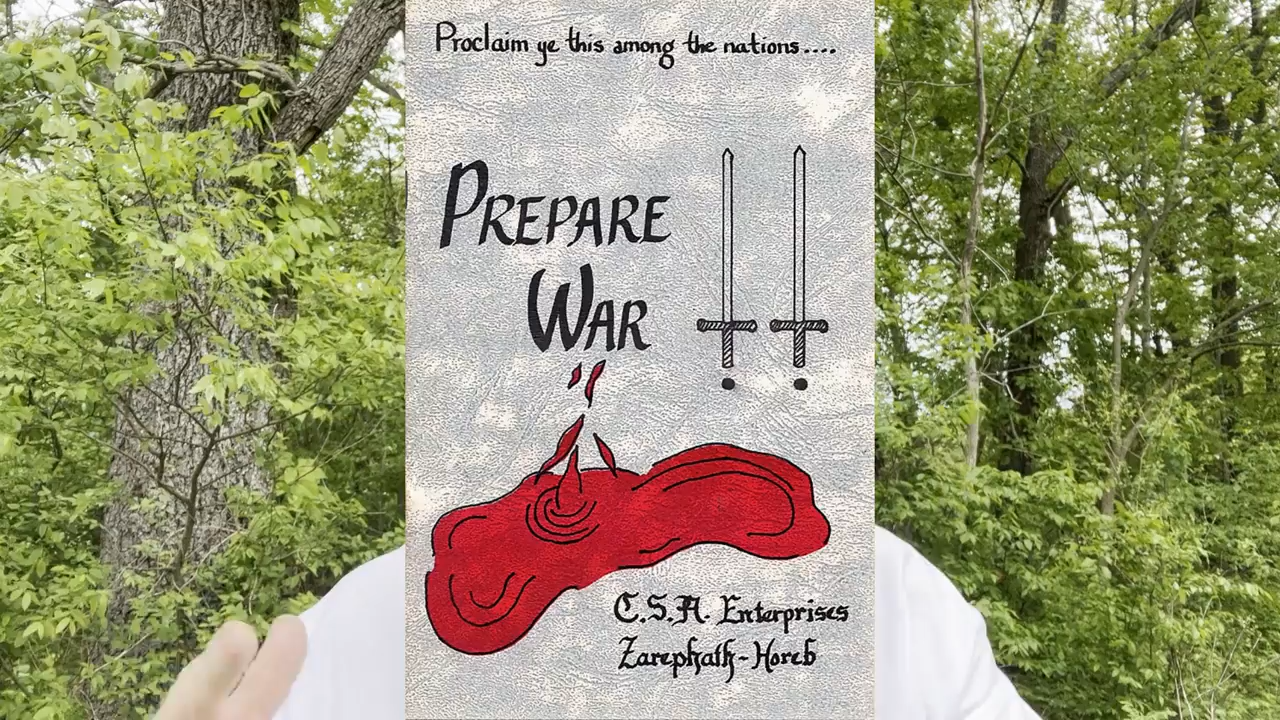 Proclaim ye this among the nations....
PREPARE
WAR !!
C.S.A. Enterprises
Zarephath-Horeb